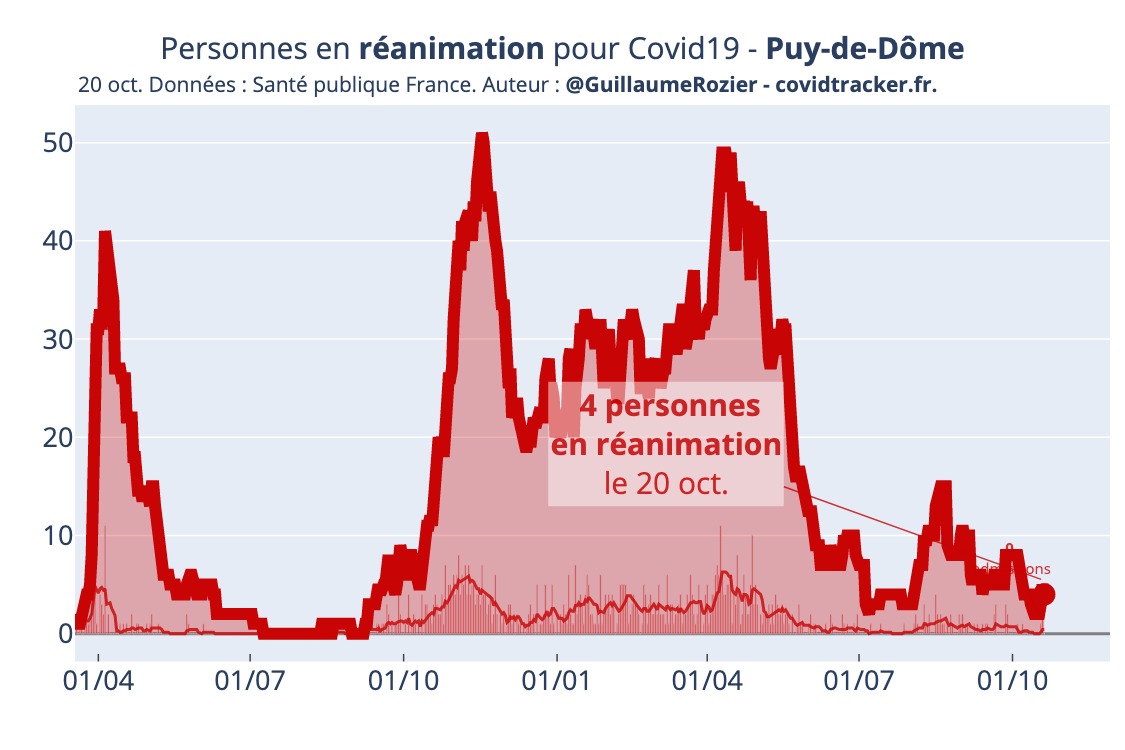 Personnes en réanimation pour Covid19 - Puy-de-Dôme
20 oct. Données : Santé publique France. Auteur : @GuillaumeRozier - covidtracker.fr.
50
40
30
20
10
0
4 personnes
en réanimation
le 20 oct.
01/04
01/07
01/10
01/01
01/04
01/07
01/10